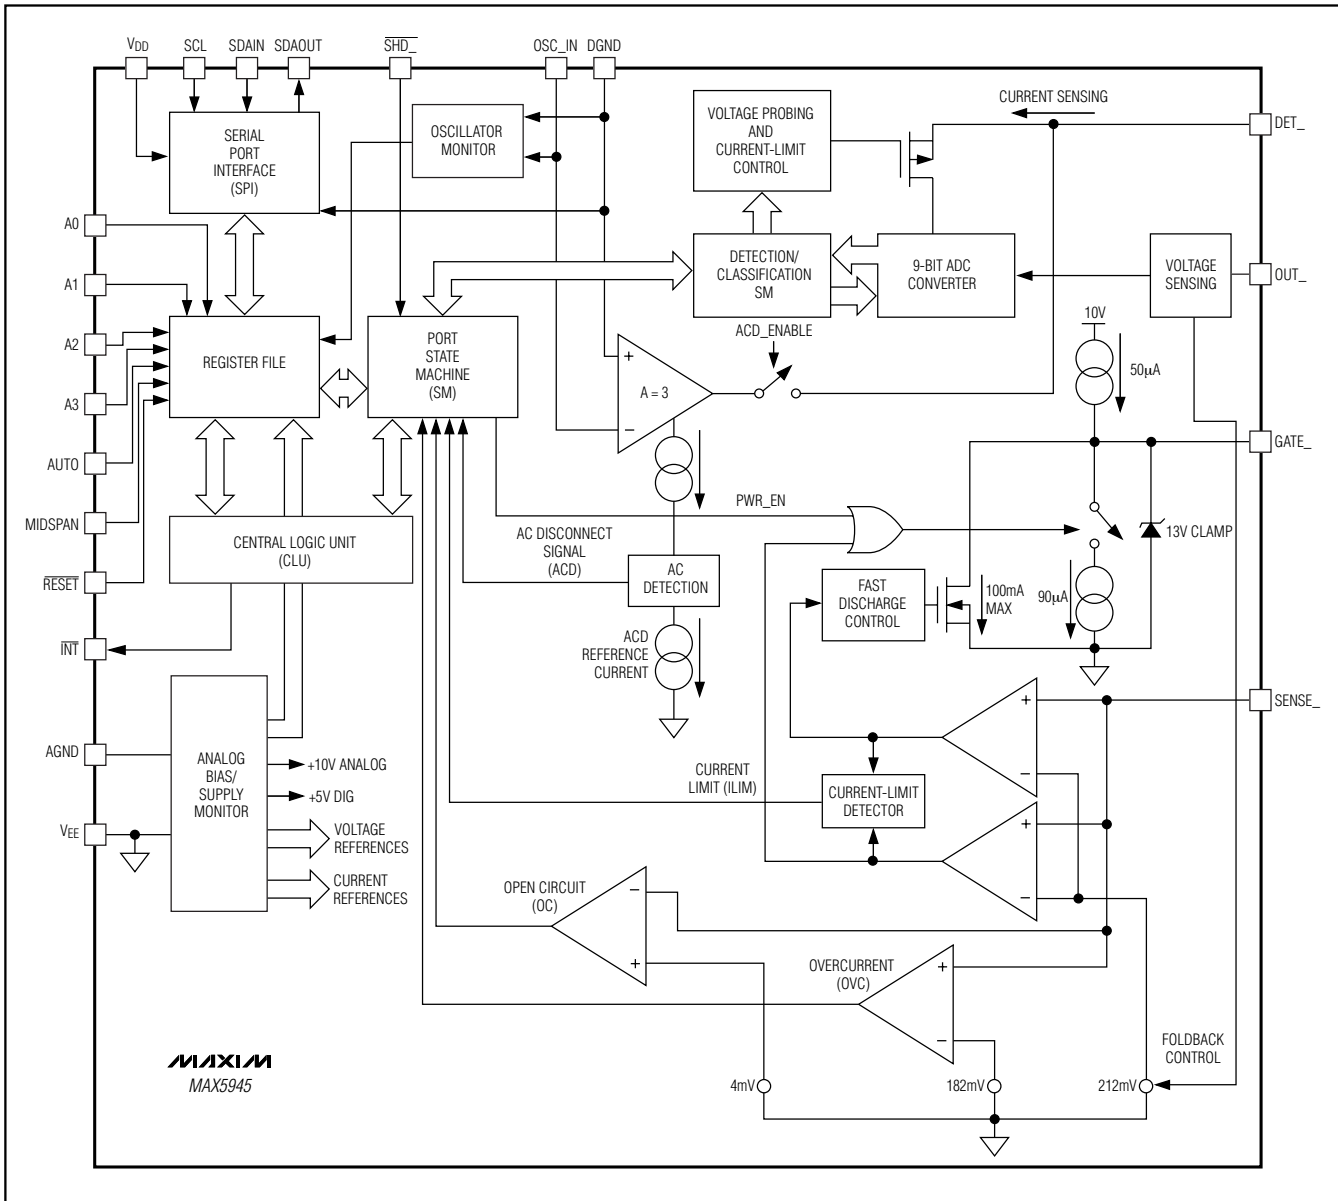 VDD SCL SDAIN SDAOUT SHD_ OSC_IN DGND
SERIAL
PORT
INTERFACE
(SPI)
OSCILLATOR
MONITOR
VOLTAGE PROBING
AND
CURRENT-LIMIT
CONTROL
CURRENT SENSING
DET_
A0
A1
A2
A3
AUTO
MIDSPAN
RESET
INT
AGND
VEE
REGISTER FILE
PORT
STATE
MACHINE
(SM)
DETECTION/
CLASSIFICATION
SM
9-BIT ADC
CONVERTER
VOLTAGE
SENSING
OUT_
ACD_ENABLE
10V
50µA
+
A = 3
−
GATE_
PWR_EN
CENTRAL LOGIC UNIT
(CLU)
AC DISCONNECT
SIGNAL
(ACD)
AC
DETECTION
ACD
REFERENCE
CURRENT
FAST
DISCHARGE
CONTROL
100mA
MAX
90µA
13V CLAMP
SENSE_
+
−
CURRENT
LIMIT (ILIM)
CURRENT-LIMIT
DETECTOR
+
−
ANALOG
BIAS/
SUPPLY
MONITOR
+10V ANALOG
+5V DIG
VOLTAGE
REFERENCES
CURRENT
REFERENCES
OPEN CIRCUIT
(OC)
−
+
OVERCURRENT
(OVC)
+
−
FOLDBACK
CONTROL
4mV
182mV
212mV
MAXIM
MAX5945